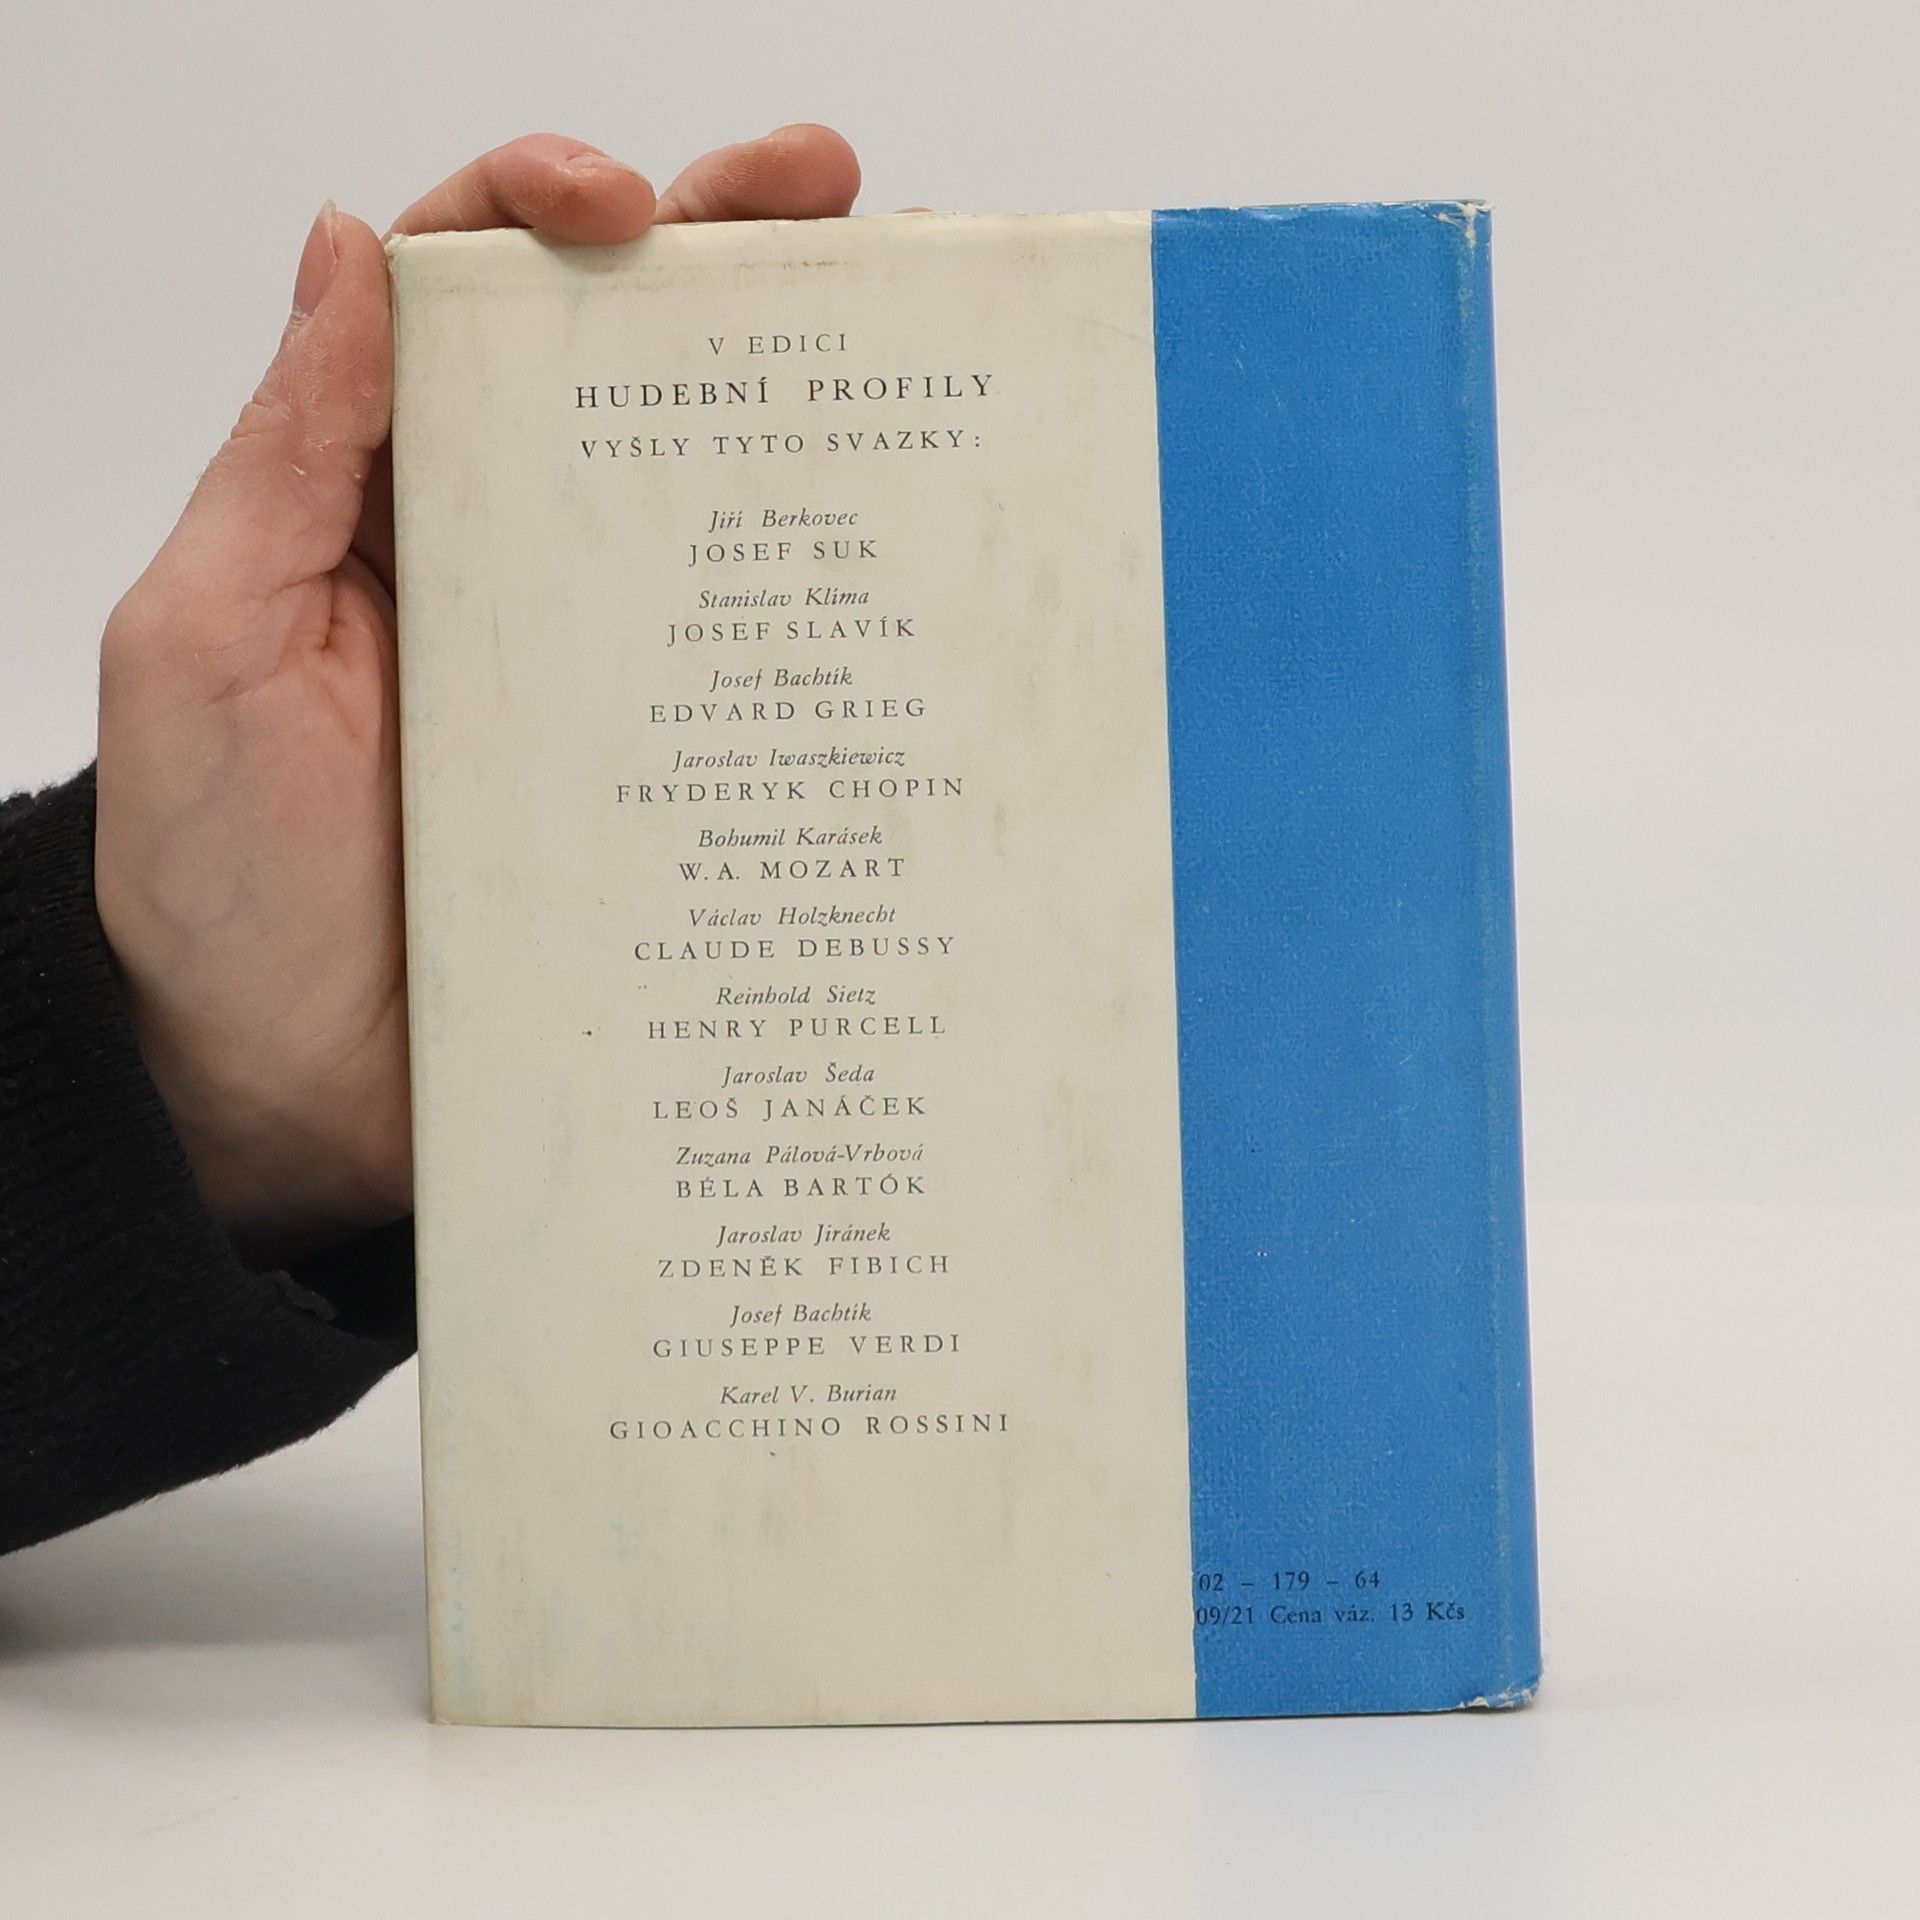 V EDICI
HUDEBNÍ PROFILY
VYŠLY TYTO SVAZKY:
Jiří Berkovec
JOSEF SUK
Stanislav Klíma
JOSEF SLAVÍK
Josef Bachtík
EDVARD GRIEG
Jaroslav Iwaszkiewicz
FRYDERYK CHOPIN
Bohumil Karásek
W. A. MOZART
Václav Holzknecht
CLAUDE DEBUSSY
Reinhold Sietz
HENRY PURCELL
Jaroslav Šeda
LEOŠ JANÁČEK
Zuzana Pálová-Vrbová
BÉLA BARTÓK
Jaroslav Jiránek
ZDENĚK FIBICH
Josef Bachtík
GIUSEPPE VERDI
Karel V. Burian
GIOACCHINO ROSSINI
02 – 179 – 64
09/21 Cena váz. 13 Kčs